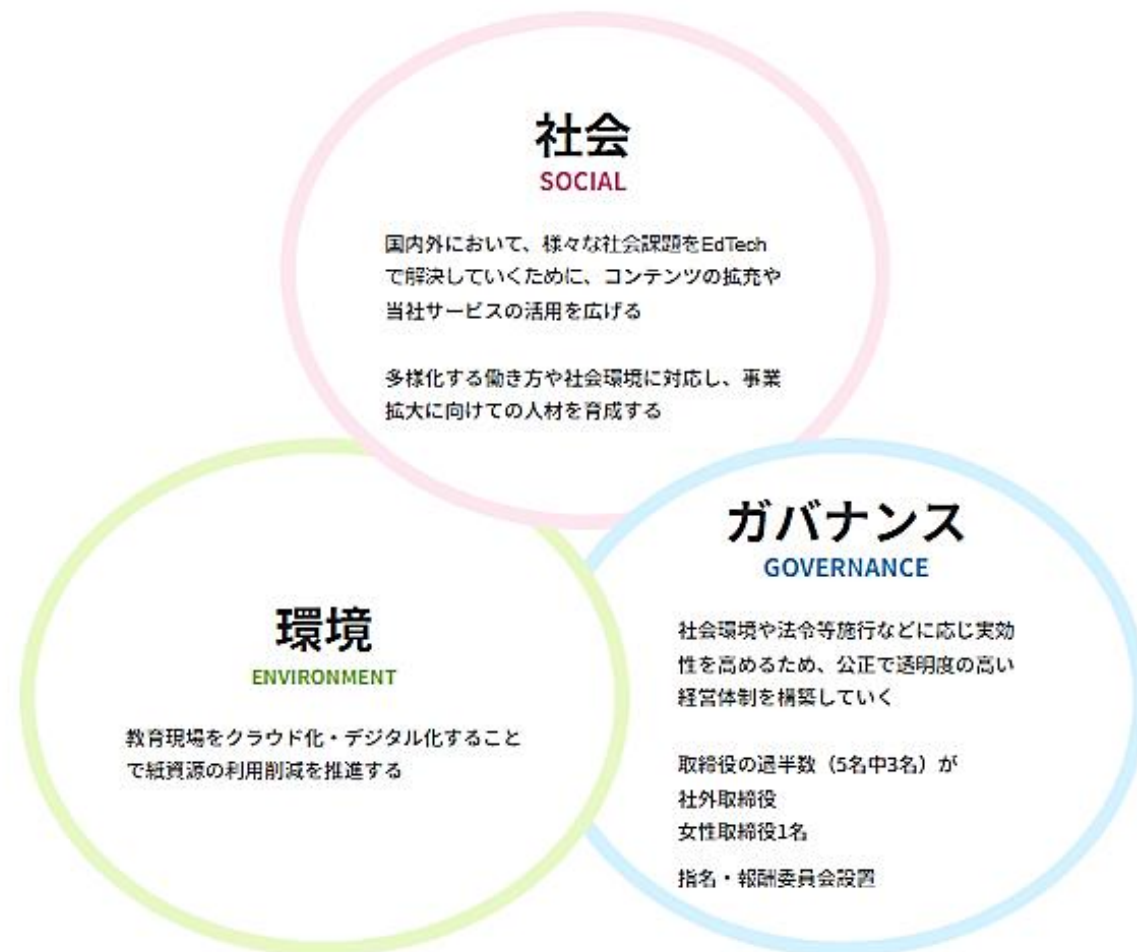 社会
SOCIAL
国内外において、様々な社会課題をEdTech
で解決していくために、コンテンツの拡充や
当社サービスの活用を広げる
多様化する働き方や社会環境に対応し、事業
拡大に向けての人材を育成する
環境
ENVIRONMENT
教育現場をクラウド化・デジタル化すること
で紙資源の利用削減を推進する
ガバナンス
GOVERNANCE
社会環境や法令等施行などに応じ実効
性を高めるため、公正で透明度の高い
経営体制を構築していく
取締役の過半数（5名中3名）が
社外取締役
女性取締役1名
指名・報酬委員会設置